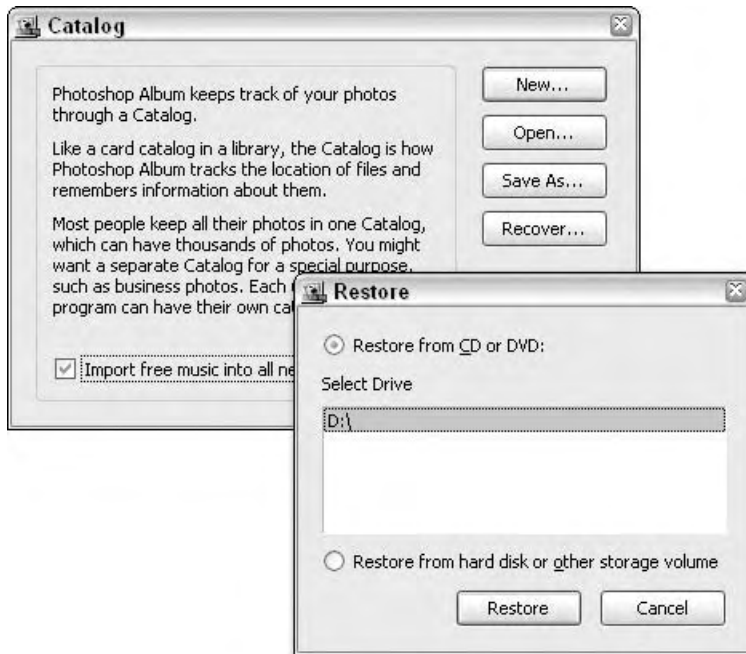 Catalog
Photoshop Album keeps track of your photos
through a Catalog.
Like a card catalog in a library, the Catalog is how
Photoshop Album tracks the location of files and
remembers information about them.
Most people keep all their photos in one Catalog,
which can have thousands of photos. You might
want a separate Catalog for a special purpose,
such as business photos. Each
program can have their own
Import free music into all
New...
Open...
Save As...
Recover...
Restore
Restore from CD or DVD:
Select Drive
D:\
Restore from hard disk or other storage volume
Restore
Cancel